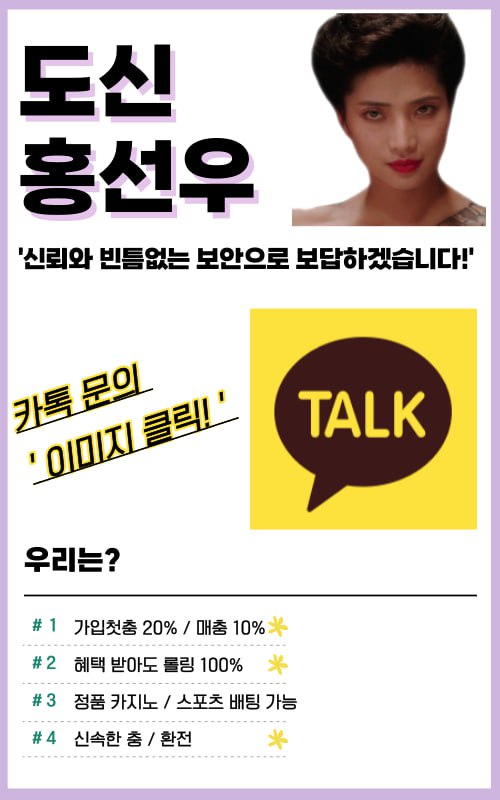 도신
홍선우
'신뢰와 빈틈없는 보안으로 보답하겠습니다!'
카톡 문의
' 이미지 클릭! '
TALK
우리는?
# 1 가입첫충 20% / 매충 10%
# 2 혜택 받아도 롤링 100%
# 3 정품 카지노 / 스포츠 배팅 가능
# 4 신속한 충 / 환전